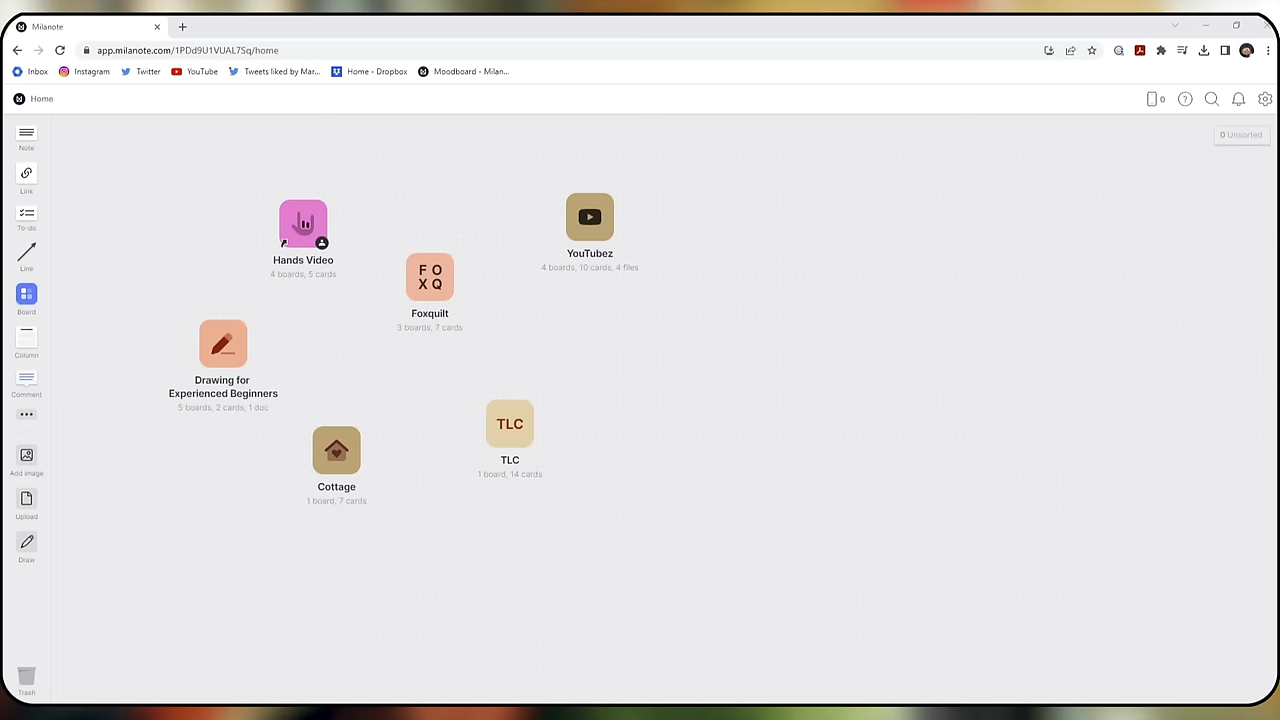 Milanote
app.milanote.com/1PDd9U1VUAL7Sq/home
Inbox
Instagram
Twitter
YouTube
Tweets liked by Mar...
Home - Dropbox
Moodboard - Milan...
Home
0
Note
Link
To-do
Line
Board
Column
Comment
Add image
Upload
Draw
Trash
0 Unsorted
Hands Video
4 boards, 5 cards
YouTubez
4 boards, 10 cards, 4 files
FO
XQ
Foxquilt
3 boards, 7 cards
Drawing for
Experienced Beginners
5 boards, 2 cards, 1 doc
TLC
TLC
1 board, 14 cards
Cottage
1 board, 7 cards